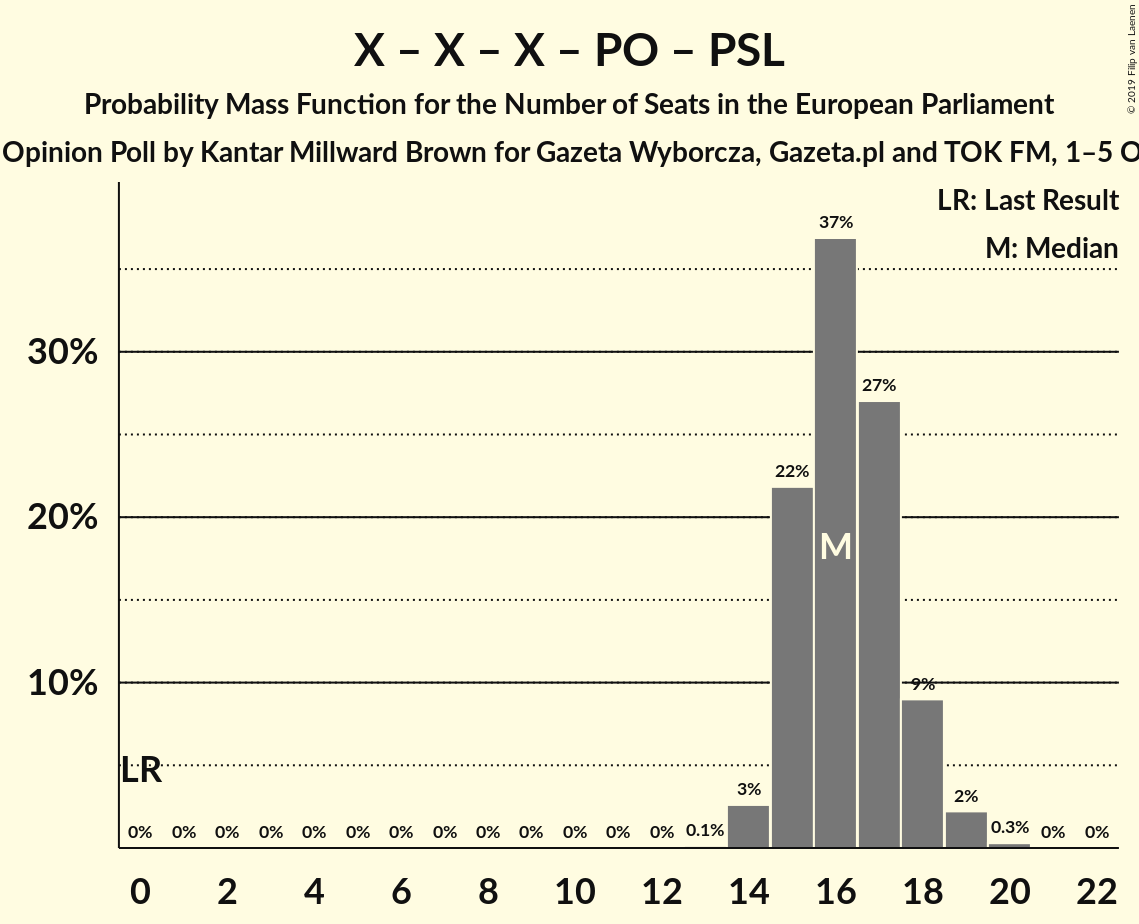 X – X – X – PO – PSL
Probability Mass Function for the Number of Seats in the European Parliament
Opinion Poll by Kantar Millward Brown for Gazeta Wyborcza, Gazeta.pl and TOK FM, 1–5 O
© 2019 Filip van Laenen
LR: Last Result
M: Median
30%
20%
10%
37%
27%
22%
M
9%
LR
3%
2%
0% 0% 0% 0% 0% 0% 0% 0% 0% 0% 0% 0% 0% 0.1% 0.3% 0% 0%
0 2 4 6 8 10 12 14 16 18 20 22